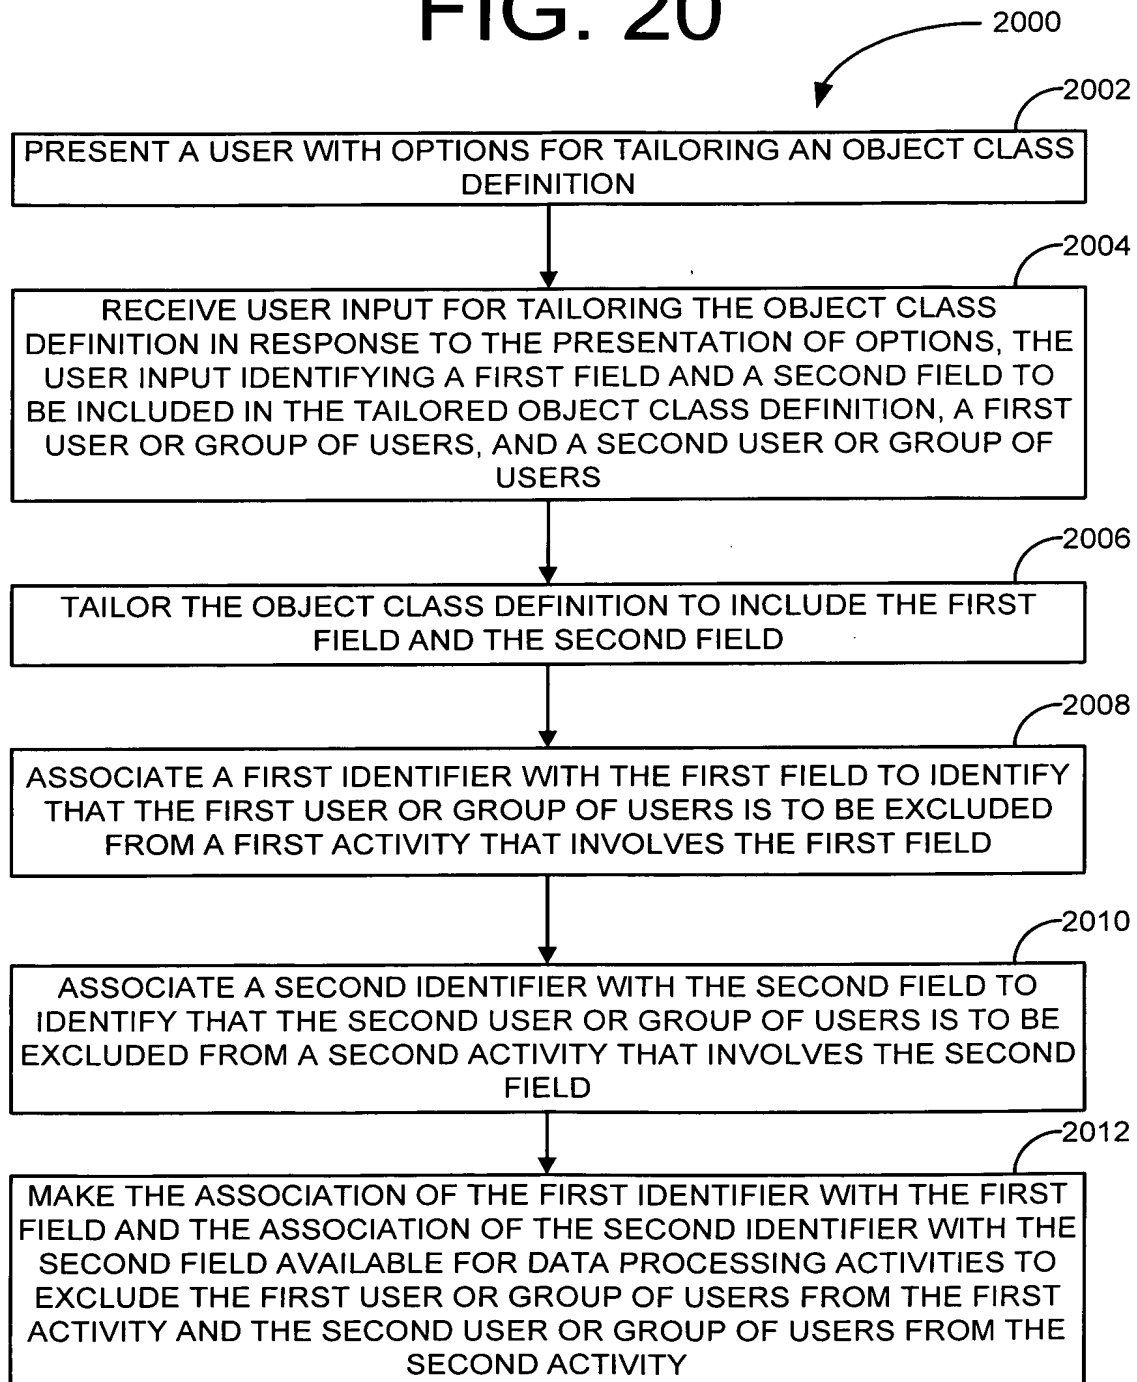 FIG. 20
2000
2002
PRESENT A USER WITH OPTIONS FOR TAILORING AN OBJECT CLASS
DEFINITION
2004
RECEIVE USER INPUT FOR TAILORING THE OBJECT CLASS
DEFINITION IN RESPONSE TO THE PRESENTATION OF OPTIONS, THE
USER INPUT IDENTIFYING A FIRST FIELD AND A SECOND FIELD TO
BE INCLUDED IN THE TAILORED OBJECT CLASS DEFINITION, A FIRST
USER OR GROUP OF USERS, AND A SECOND USER OR GROUP OF
USERS
2006
TAILOR THE OBJECT CLASS DEFINITION TO INCLUDE THE FIRST
FIELD AND THE SECOND FIELD
2008
ASSOCIATE A FIRST IDENTIFIER WITH THE FIRST FIELD TO IDENTIFY
THAT THE FIRST USER OR GROUP OF USERS IS TO BE EXCLUDED
FROM A FIRST ACTIVITY THAT INVOLVES THE FIRST FIELD
2010
ASSOCIATE A SECOND IDENTIFIER WITH THE SECOND FIELD TO
IDENTIFY THAT THE SECOND USER OR GROUP OF USERS IS TO BE
EXCLUDED FROM A SECOND ACTIVITY THAT INVOLVES THE SECOND
FIELD
2012
MAKE THE ASSOCIATION OF THE FIRST IDENTIFIER WITH THE FIRST
FIELD AND THE ASSOCIATION OF THE SECOND IDENTIFIER WITH THE
SECOND FIELD AVAILABLE FOR DATA PROCESSING ACTIVITIES TO
EXCLUDE THE FIRST USER OR GROUP OF USERS FROM THE FIRST
ACTIVITY AND THE SECOND USER OR GROUP OF USERS FROM THE
SECOND ACTIVITY